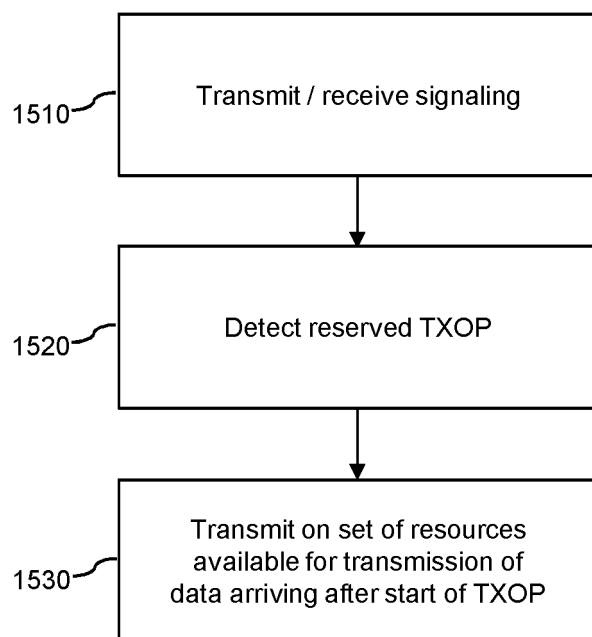 1510
Transmit / receive signaling
1520
Detect reserved TXOP
1530
Transmit on set of resources
available for transmission of
data arriving after start of TXOP